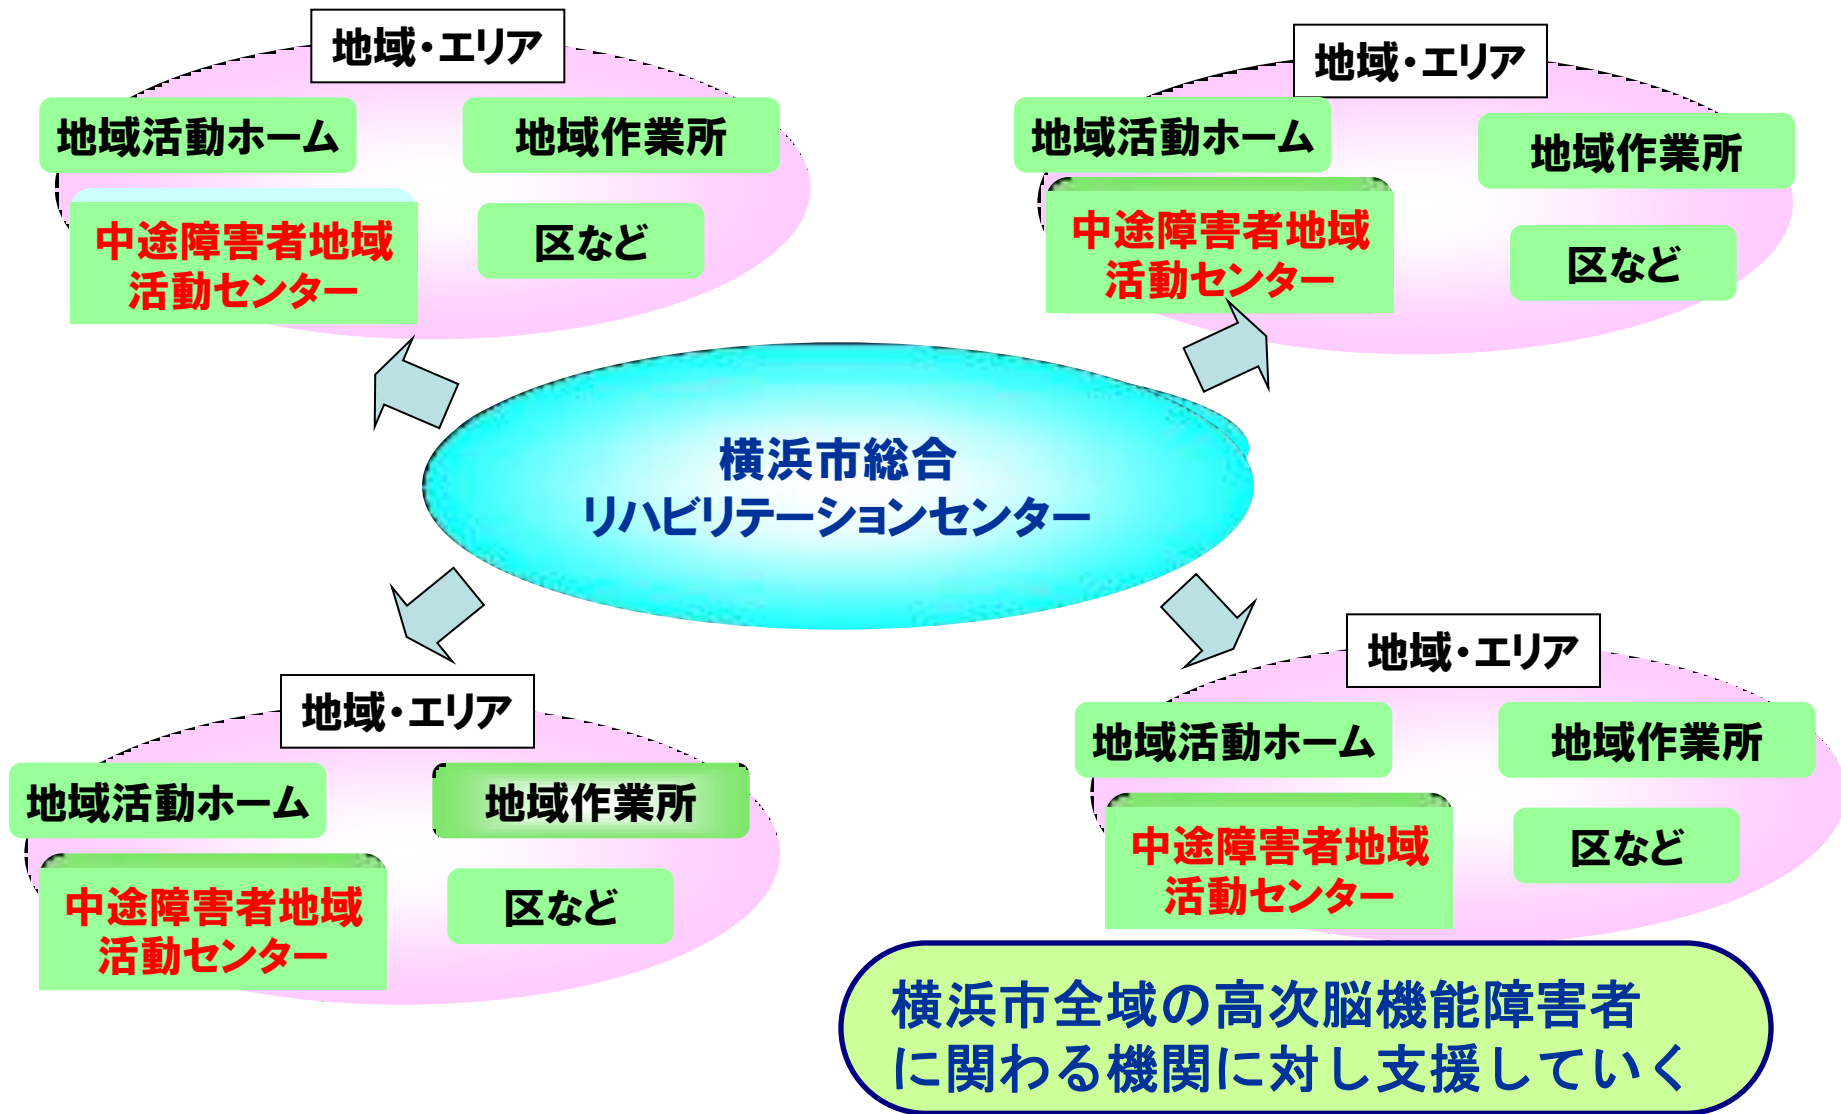 地域・エリア
地域活動ホーム
地域作業所
中途障害者地域
活動センター
区など
地域・エリア
地域活動ホーム
地域作業所
中途障害者地域
活動センター
区など
横浜市総合
リハビリテーションセンター
地域・エリア
地域活動ホーム
地域作業所
中途障害者地域
活動センター
区など
地域・エリア
地域活動ホーム
地域作業所
中途障害者地域
活動センター
区など
横浜市全域の高次脳機能障害者
に関わる機関に対し支援していく